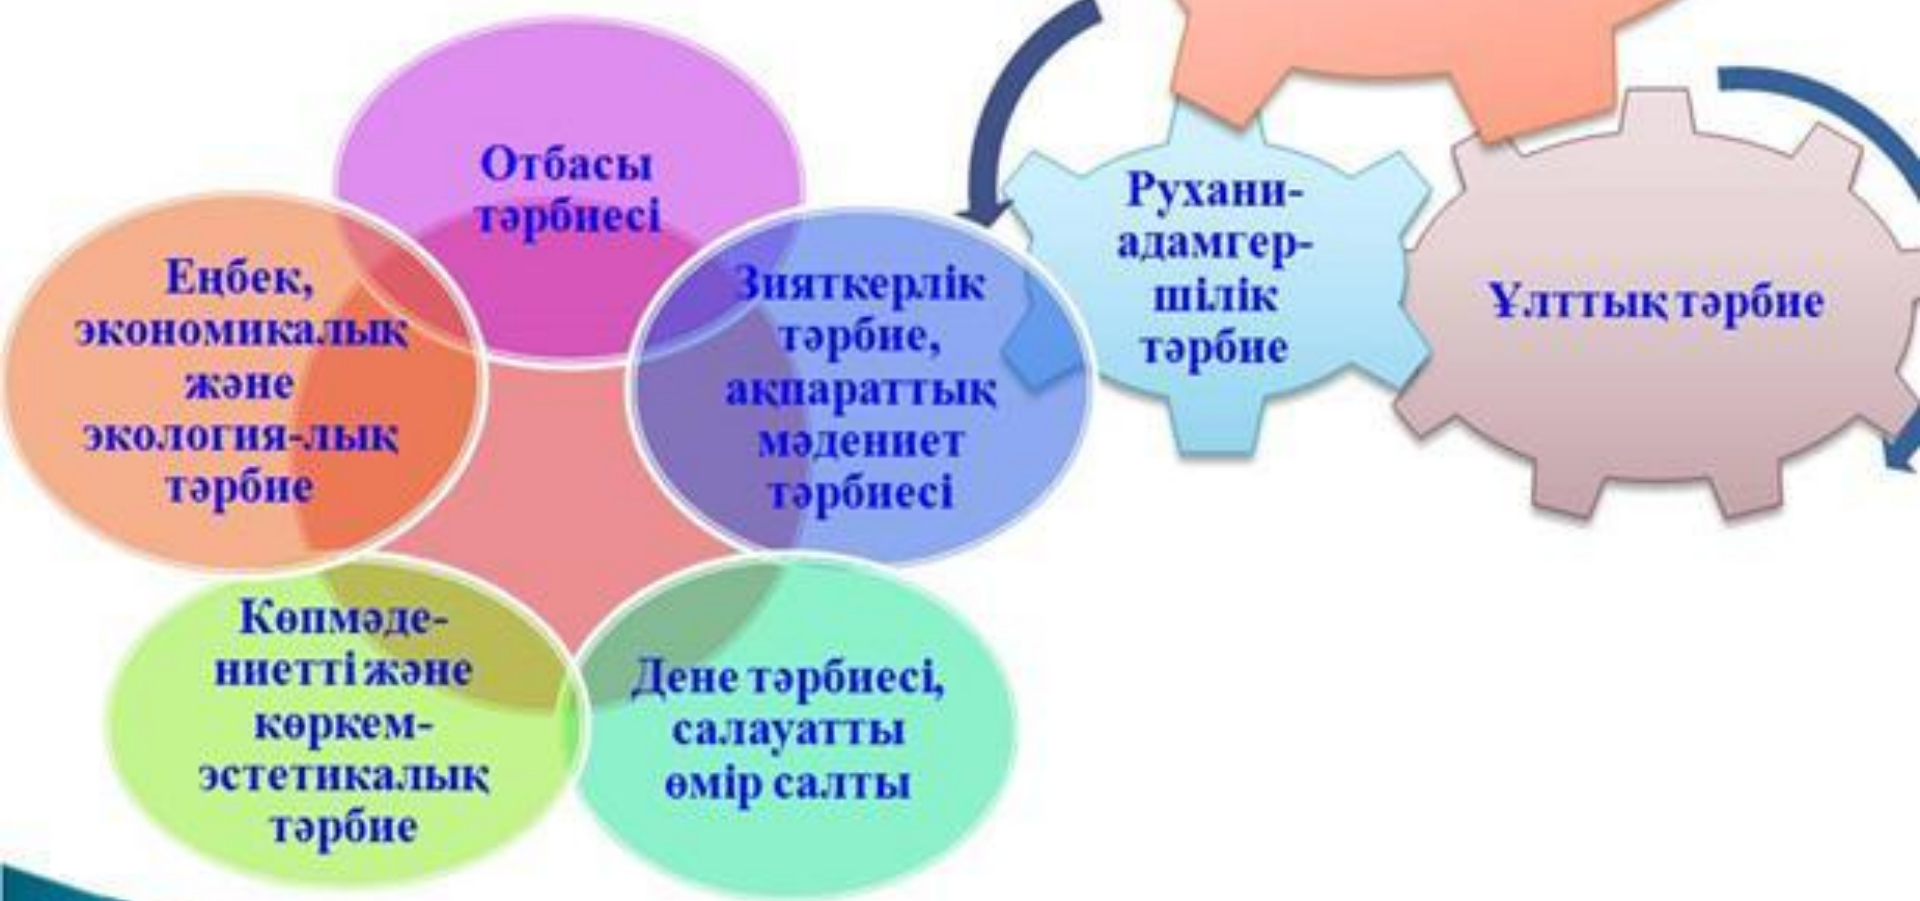 Отбасы
тәрбиесі
Еңбек,
экономикалық
және
экология-лық
тәрбие
Зияткерлік
тәрбие,
ақпараттық
мәдениет
тәрбиесі
Көпмәде-
ниетті және
көркем-
эстетикалық
тәрбие
Дене тәрбиесі,
салауатты
өмір салты
Рухани-
адамгер-
шілік
тәрбие
Ұлттық тәрбие